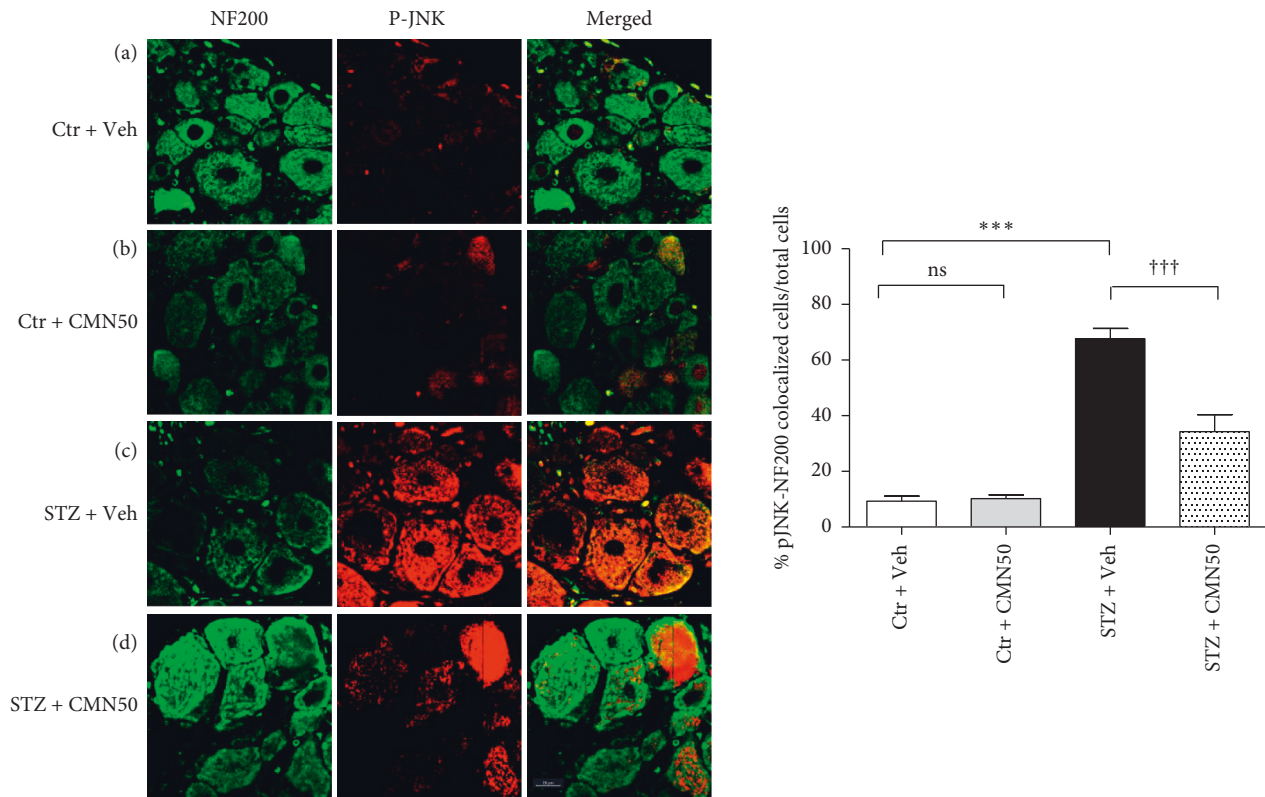 NF200 P-JNK Merged
(a)
Ctr + Veh
(b)
Ctr + CMN50
(c)
STZ + Veh
(d)
STZ + CMN50
% pJNK-NF200 colocalized cells/total cells
100
80
60
40
20
0
***
ns
†††
Ctr + Veh
Ctr + CMN50
STZ + Veh
STZ + CMN50